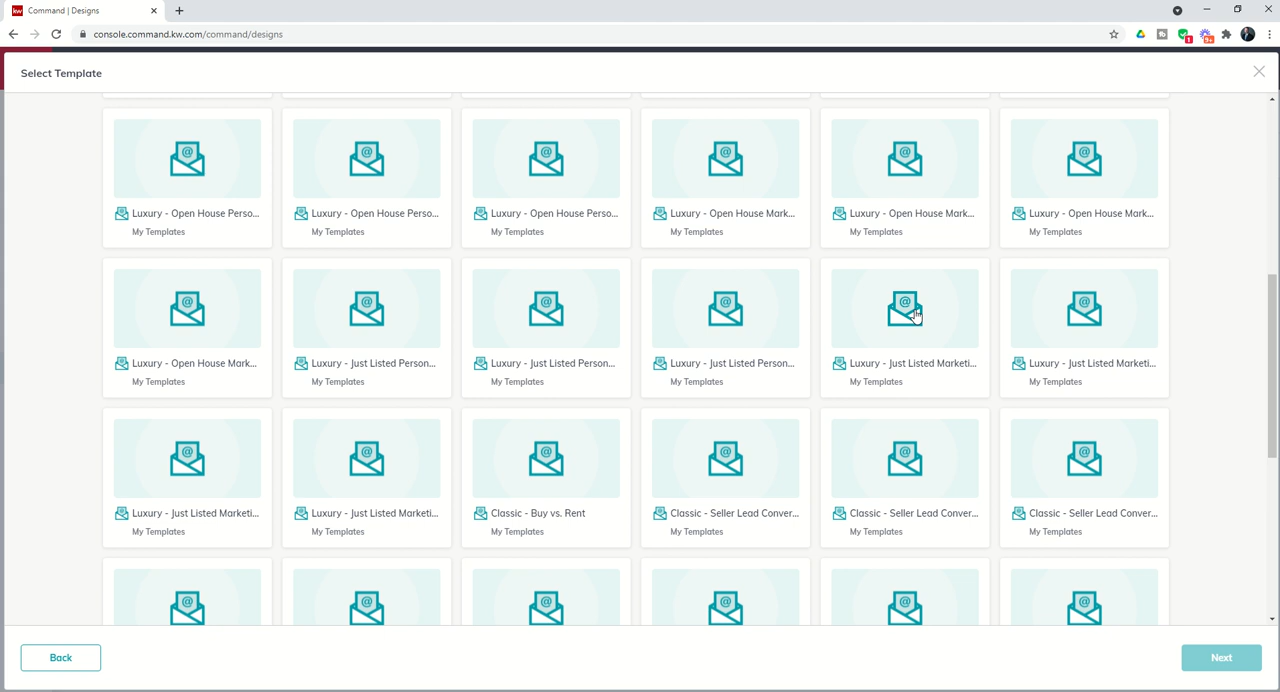 kw Command | Designs
console.command.kw.com/command/designs
1
9+
Select Template
@ @ @ @ @ @
Luxury - Open House Perso... Luxury - Open House Perso... Luxury - Open House Perso... Luxury - Open House Mark... Luxury - Open House Mark... Luxury - Open House Mark...
My Templates My Templates My Templates My Templates My Templates My Templates
@ @ @ @ @ @
Luxury - Open House Mark... Luxury - Just Listed Person... Luxury - Just Listed Person... Luxury - Just Listed Person... Luxury - Just Listed Marketi... Luxury - Just Listed Marketi...
My Templates My Templates My Templates My Templates My Templates My Templates
@ @ @ @ @ @
Luxury - Just Listed Marketi... Luxury - Just Listed Marketi... Classic - Buy vs. Rent Classic - Seller Lead Conver... Classic - Seller Lead Conver... Classic - Seller Lead Conver...
My Templates My Templates My Templates My Templates My Templates My Templates
@ @ @ @ @ @
Back Next